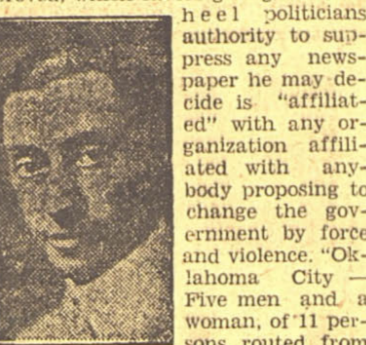 heel politicians
authority to sup-
press any news-
paper he may de-
cide is "affiliat-
ed" with any or-
ganization affili-
ated with any-
body proposing to
change the gov-
ernment by force
and violence. "Ok-
lahoma City —
Five men and a
woman, of 11 per-
sons routed from